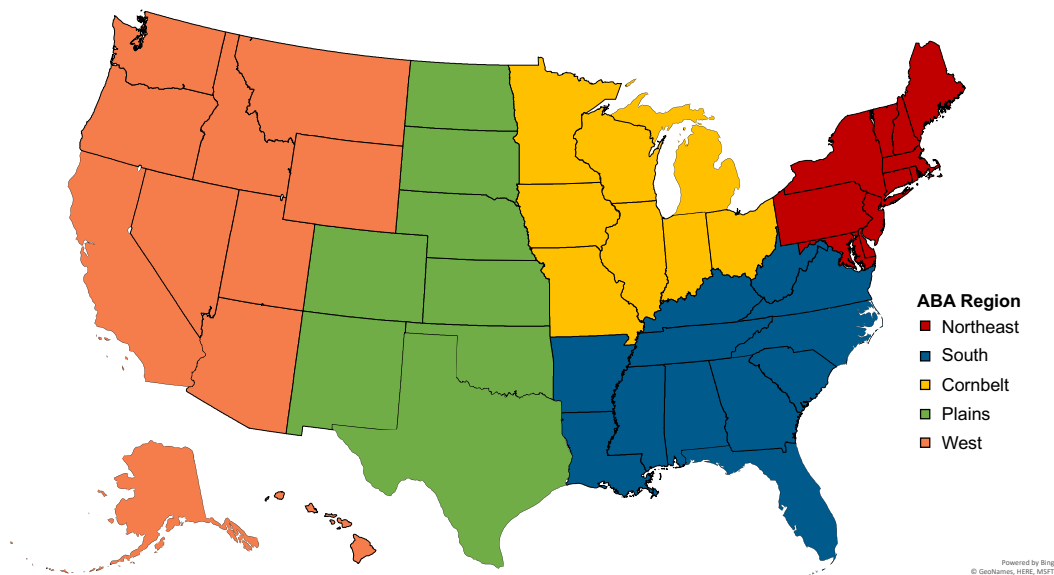 ABA Region
Northeast
South
Cornbelt
Plains
West
Powered by Bing
© GeoNames, HERE, MSFT